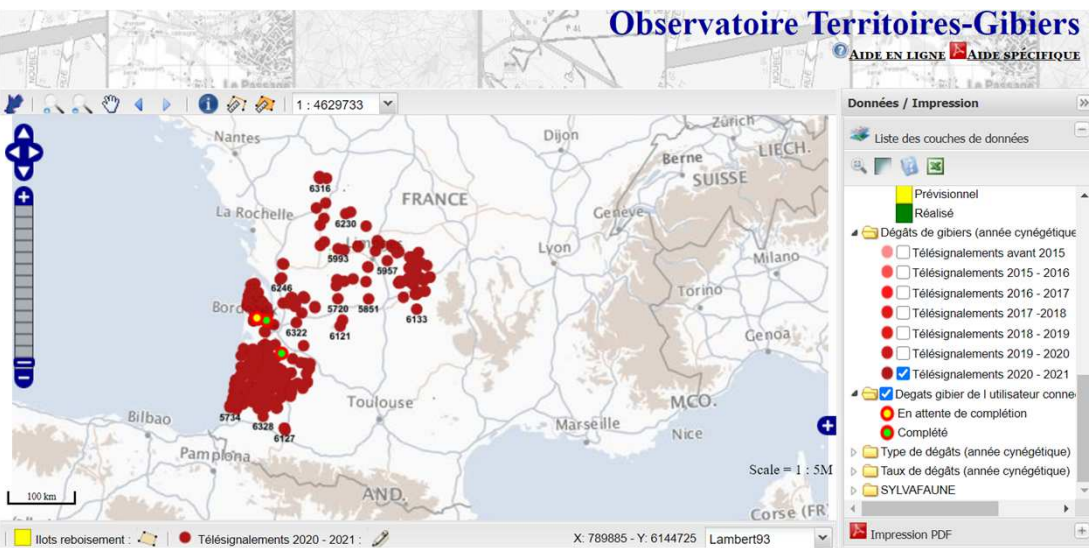 Observatoire Territoires-Gibiers
AIDE EN LIGNE AIDE SPÉCIFIQUE
1 : 4629733
Données / Impression
Liste des couches de données
Prévisionnel
Réalisé
Dégâts de gibiers (année cynégétique
Télésignalements avant 2015
Télésignalements 2015 - 2016
Télésignalements 2016 - 2017
Télésignalements 2017 -2018
Télésignalements 2018 - 2019
Télésignalements 2019 - 2020
Télésignalements 2020 - 2021
Degats gibier de l utilisateur conne
En attente de complétion
Complété
Type de dégâts (année cynégétique)
Taux de dégâts (année cynégétique)
SYLVAFAUNE
Impression PDF
Nantes
Dijon
Zürich
Berne
LIECH.
SUISSE
6316
FRANCE
La Rochelle
6230
Genève
5993
5957
Lyon
Milano
6246
Bord
5720
5851
6133
Torino
6322
6121
Genoa
Toulouse
MCO.
5734
6328
6127
Bilbao
Marseille
Nice
Pamplona
Scale = 1 : 5M
100 km
AND.
Corse (FR
Ilots reboisement :
Télésignalements 2020 - 2021 :
X: 789885 - Y: 6144725
Lambert93